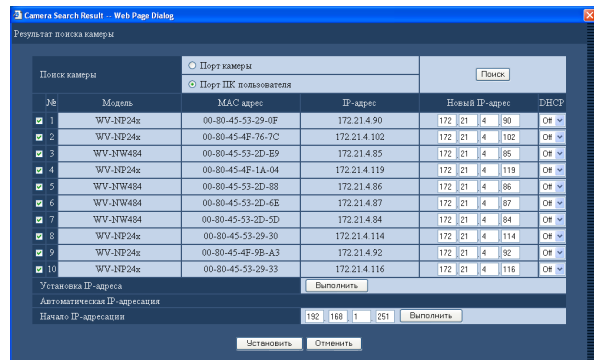 Camera Search Result -- Web Page Dialog
Результат поиска камеры
Поиск камеры
Порт камеры
Порт ПК пользователя
Поиск
№ Модель MAC адрес IP-адрес Новый IP-адрес DHCP
1 WV-NP24x 00-80-45-53-29-0F 172.21.4.90 172 21 4 90 Off
2 WV-NP24x 00-80-45-4F-76-7C 172.21.4.102 172 21 4 102 Off
3 WV-NW484 00-80-45-53-2D-E9 172.21.4.85 172 21 4 85 Off
4 WV-NP24x 00-80-45-4F-1A-04 172.21.4.119 172 21 4 119 Off
5 WV-NW484 00-80-45-53-2D-88 172.21.4.86 172 21 4 86 Off
6 WV-NW484 00-80-45-53-2D-6E 172.21.4.87 172 21 4 87 Off
7 WV-NW484 00-80-45-53-2D-5D 172.21.4.84 172 21 4 84 Off
8 WV-NP24x 00-80-45-53-29-30 172.21.4.114 172 21 4 114 Off
9 WV-NP24x 00-80-45-4F-9B-A3 172.21.4.92 172 21 4 92 Off
10 WV-NP24x 00-80-45-53-29-33 172.21.4.116 172 21 4 116 Off
Установка IP-адреса Выполнить
Автоматическая IP-адресация
Начало IP-адресации 192 168 1 251 Выполнить
Установить Отменить